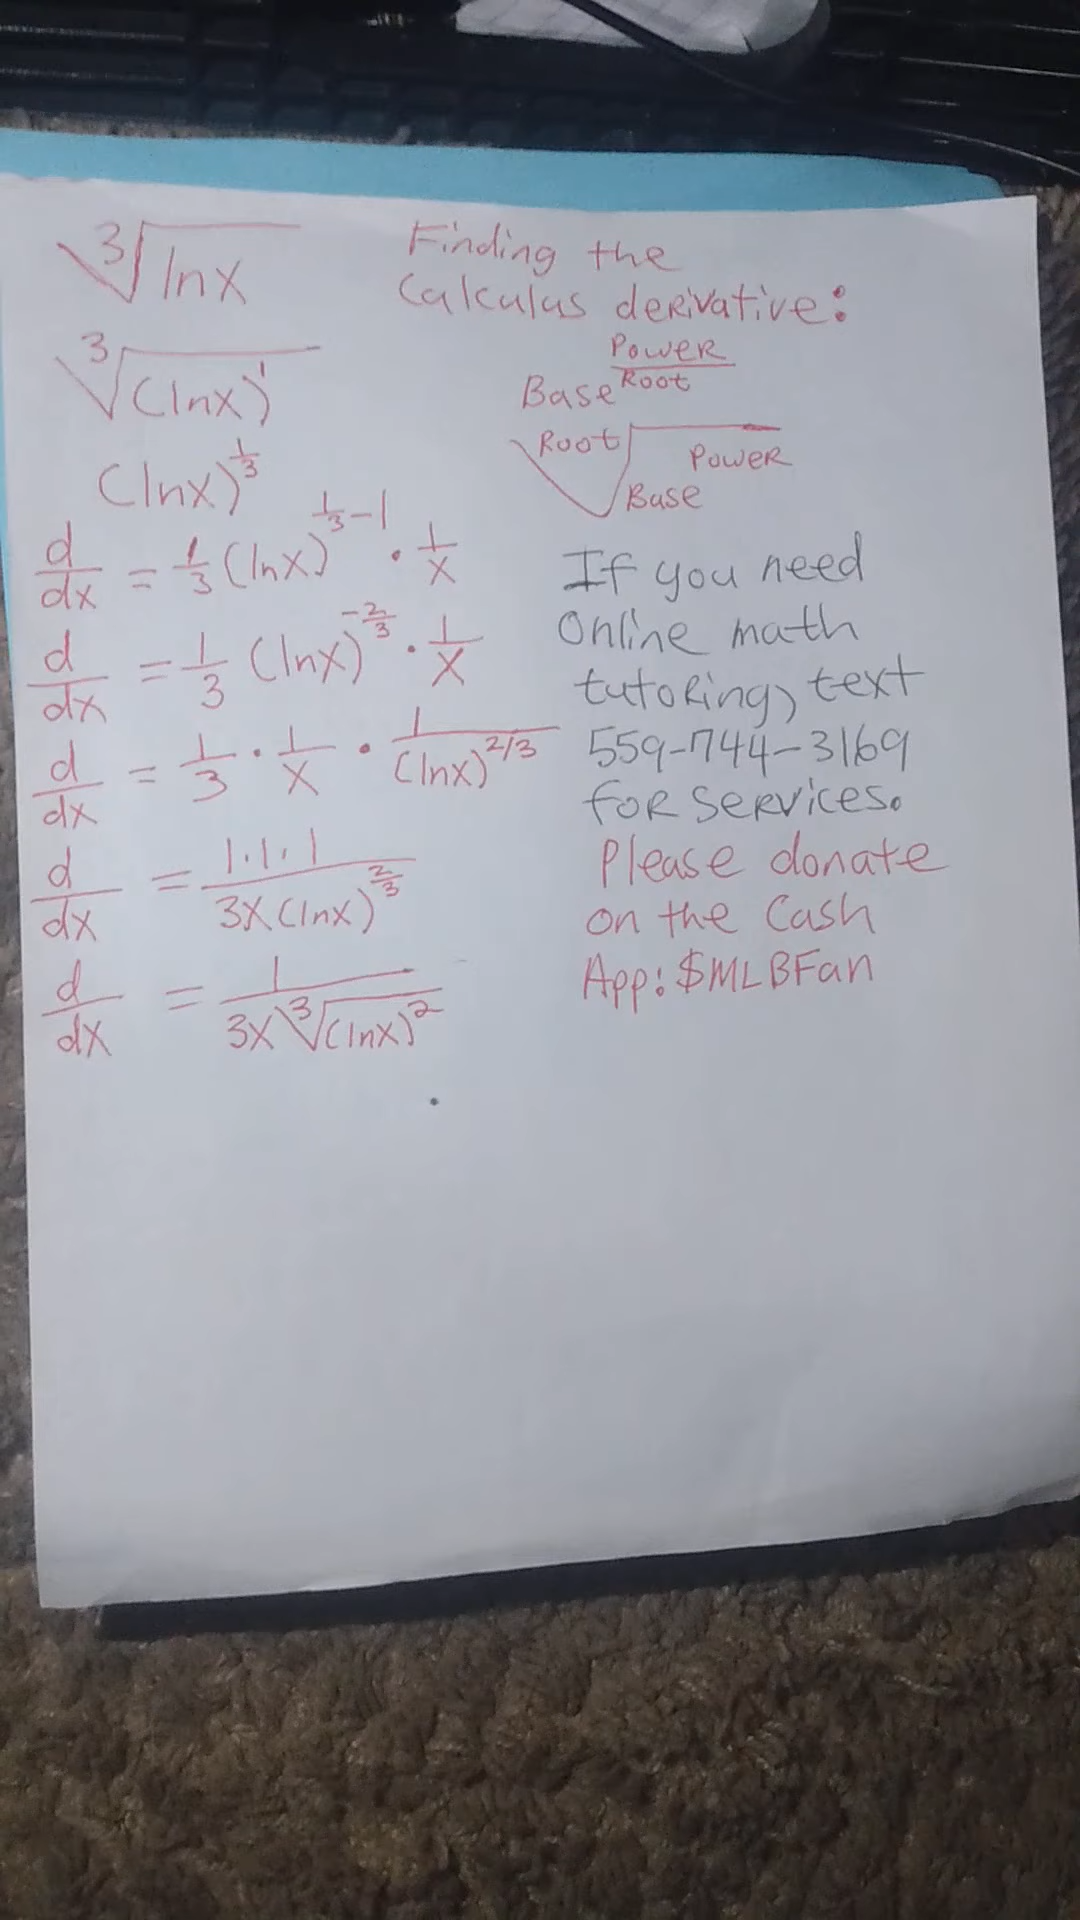 ∛lnx
∛(lnx)¹
(lnx)^(1/3)
d/dx = 1/3 (lnx)^(1/3-1) · 1/x
d/dx = 1/3 (lnx)^(-2/3) · 1/x
d/dx = 1/3 · 1/x · 1/(lnx)^(2/3)
d/dx = 1·1·1/3x(lnx)^(2/3)
d/dx = 1/3x∛(lnx)²
Finding the
Calculus derivative:
Base^(Power/Root)
Root√Base Power
If you need
Online math
tutoring, text
559-744-3169
for services.
Please donate
on the Cash
App: $MLBFan